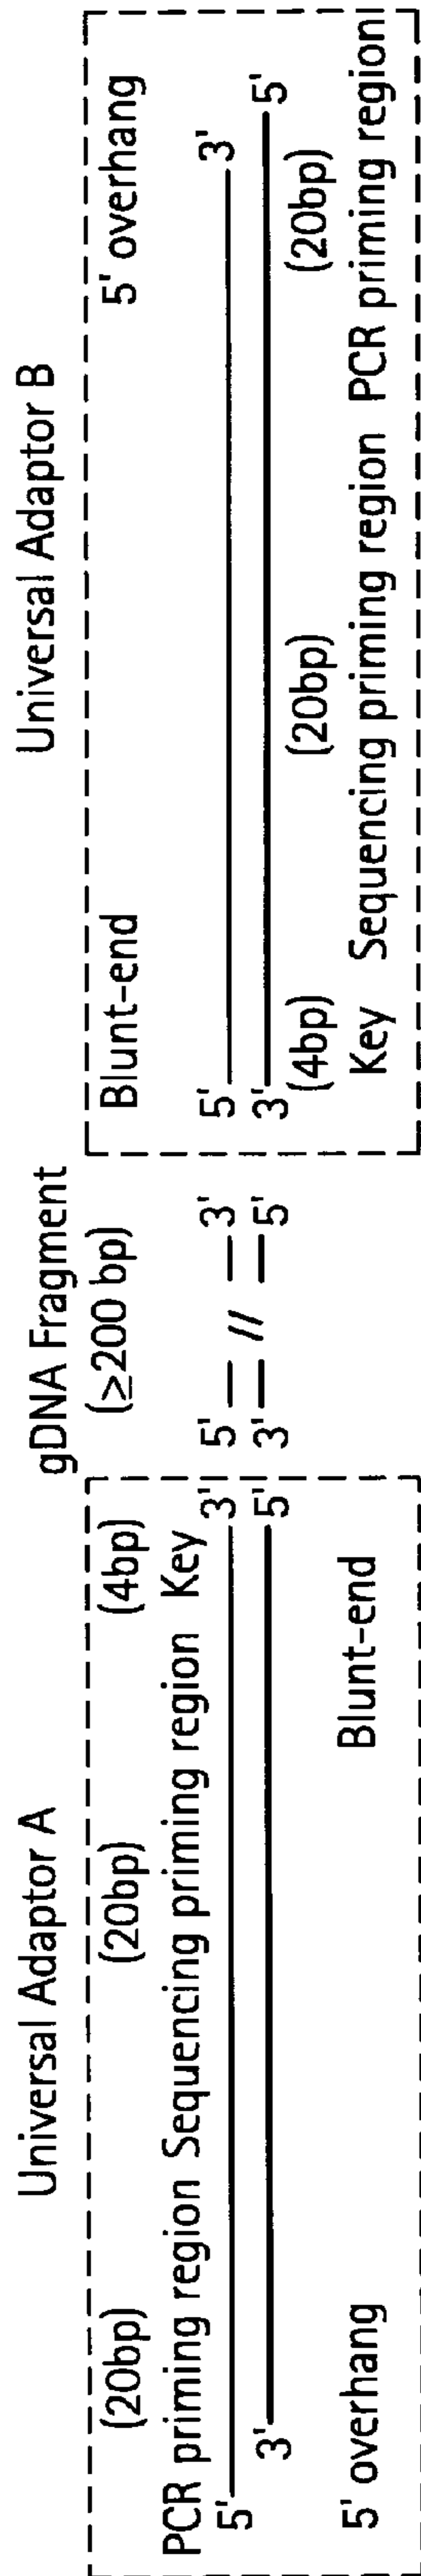 Universal Adaptor A
(20bp) (20bp) (4bp)
PCR priming region Sequencing priming region Key
5' 3'
3' 5'
5' overhang Blunt-end
gDNA Fragment
(≥200 bp)
5' 3'
3' // 5'
Universal Adaptor B
Blunt-end 5' overhang
5' 3'
3' 5'
(4bp) (20bp) (20bp)
Key Sequencing priming region PCR priming region